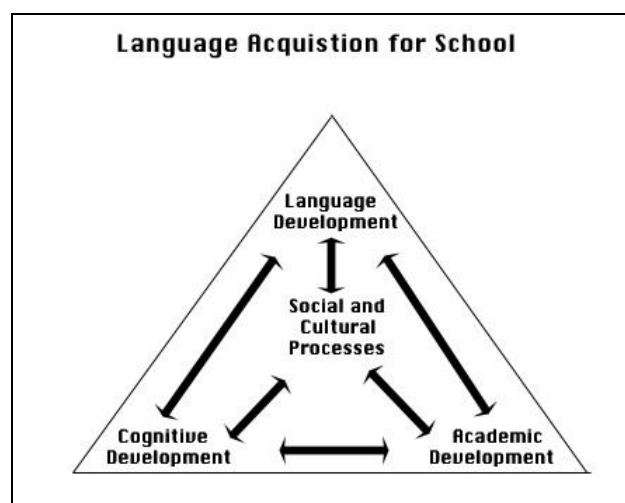 Language Acquistion for School
Language
Development
Social and
Cultural
Processes
Cognitive
Development
Academic
Development